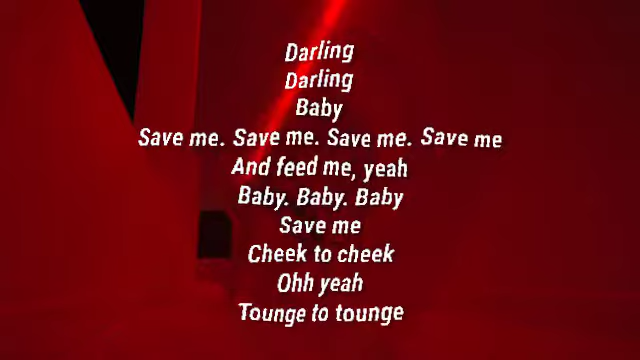 Darling
Darling
Baby
Save me. Save me. Save me. Save me
And feed me, yeah
Baby. Baby. Baby
Save me
Cheek to cheek
Ohh yeah
Tounge to tounge